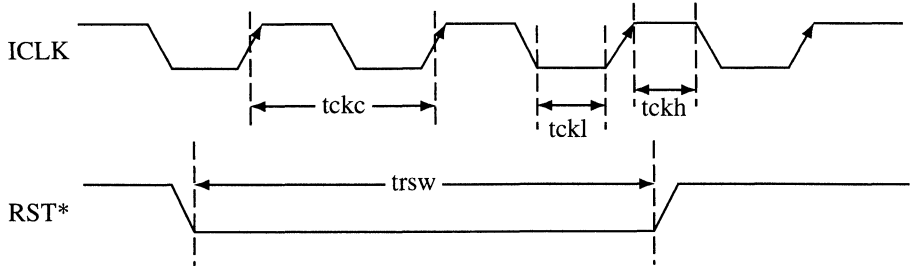 ICLK
tckc
tckl
tckh
trsw
RST*